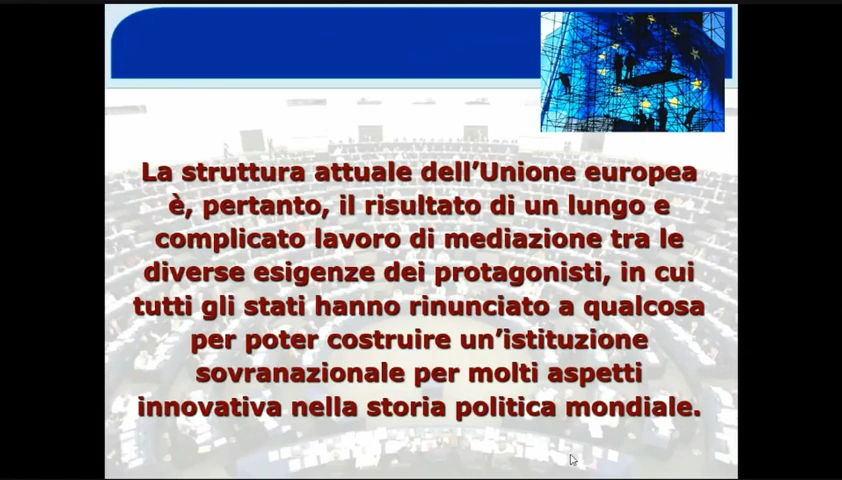 La struttura attuale dell'Unione europea
è, pertanto, il risultato di un lungo e
complicato lavoro di mediazione tra le
diverse esigenze dei protagonisti, in cui
tutti gli stati hanno rinunciato a qualcosa
per poter costruire un'istituzione
sovranazionale per molti aspetti
innovativa nella storia politica mondiale.